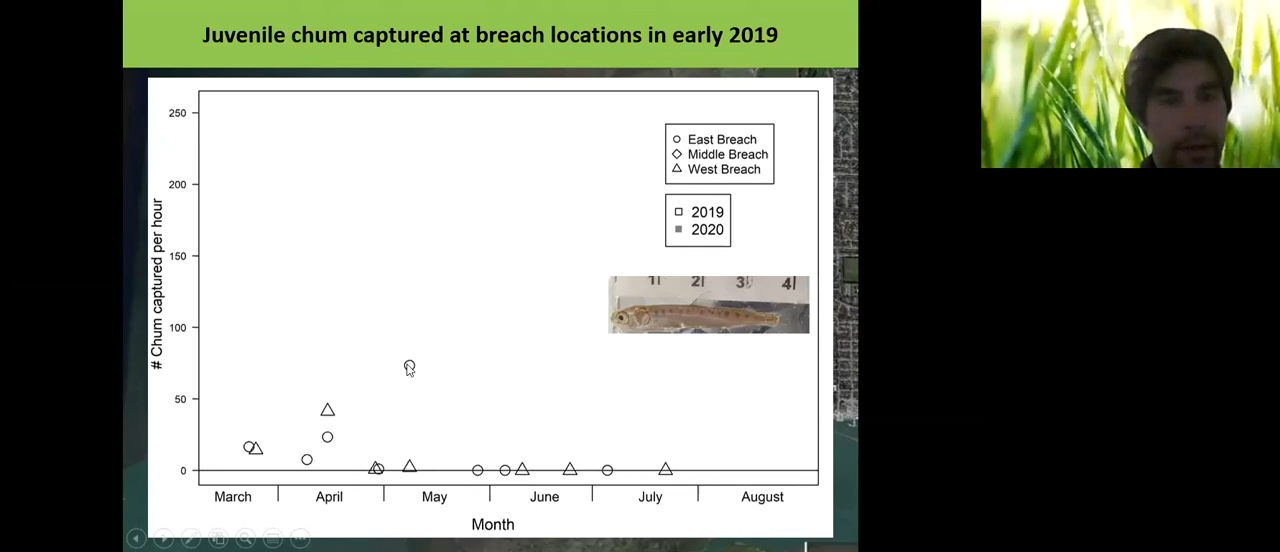 Juvenile chum captured at breach locations in early 2019
250
200
150
100
50
0
# Chum captured per hour
East Breach
Middle Breach
West Breach
2019
2020
1
2
3
4
March
April
May
June
July
August
Month